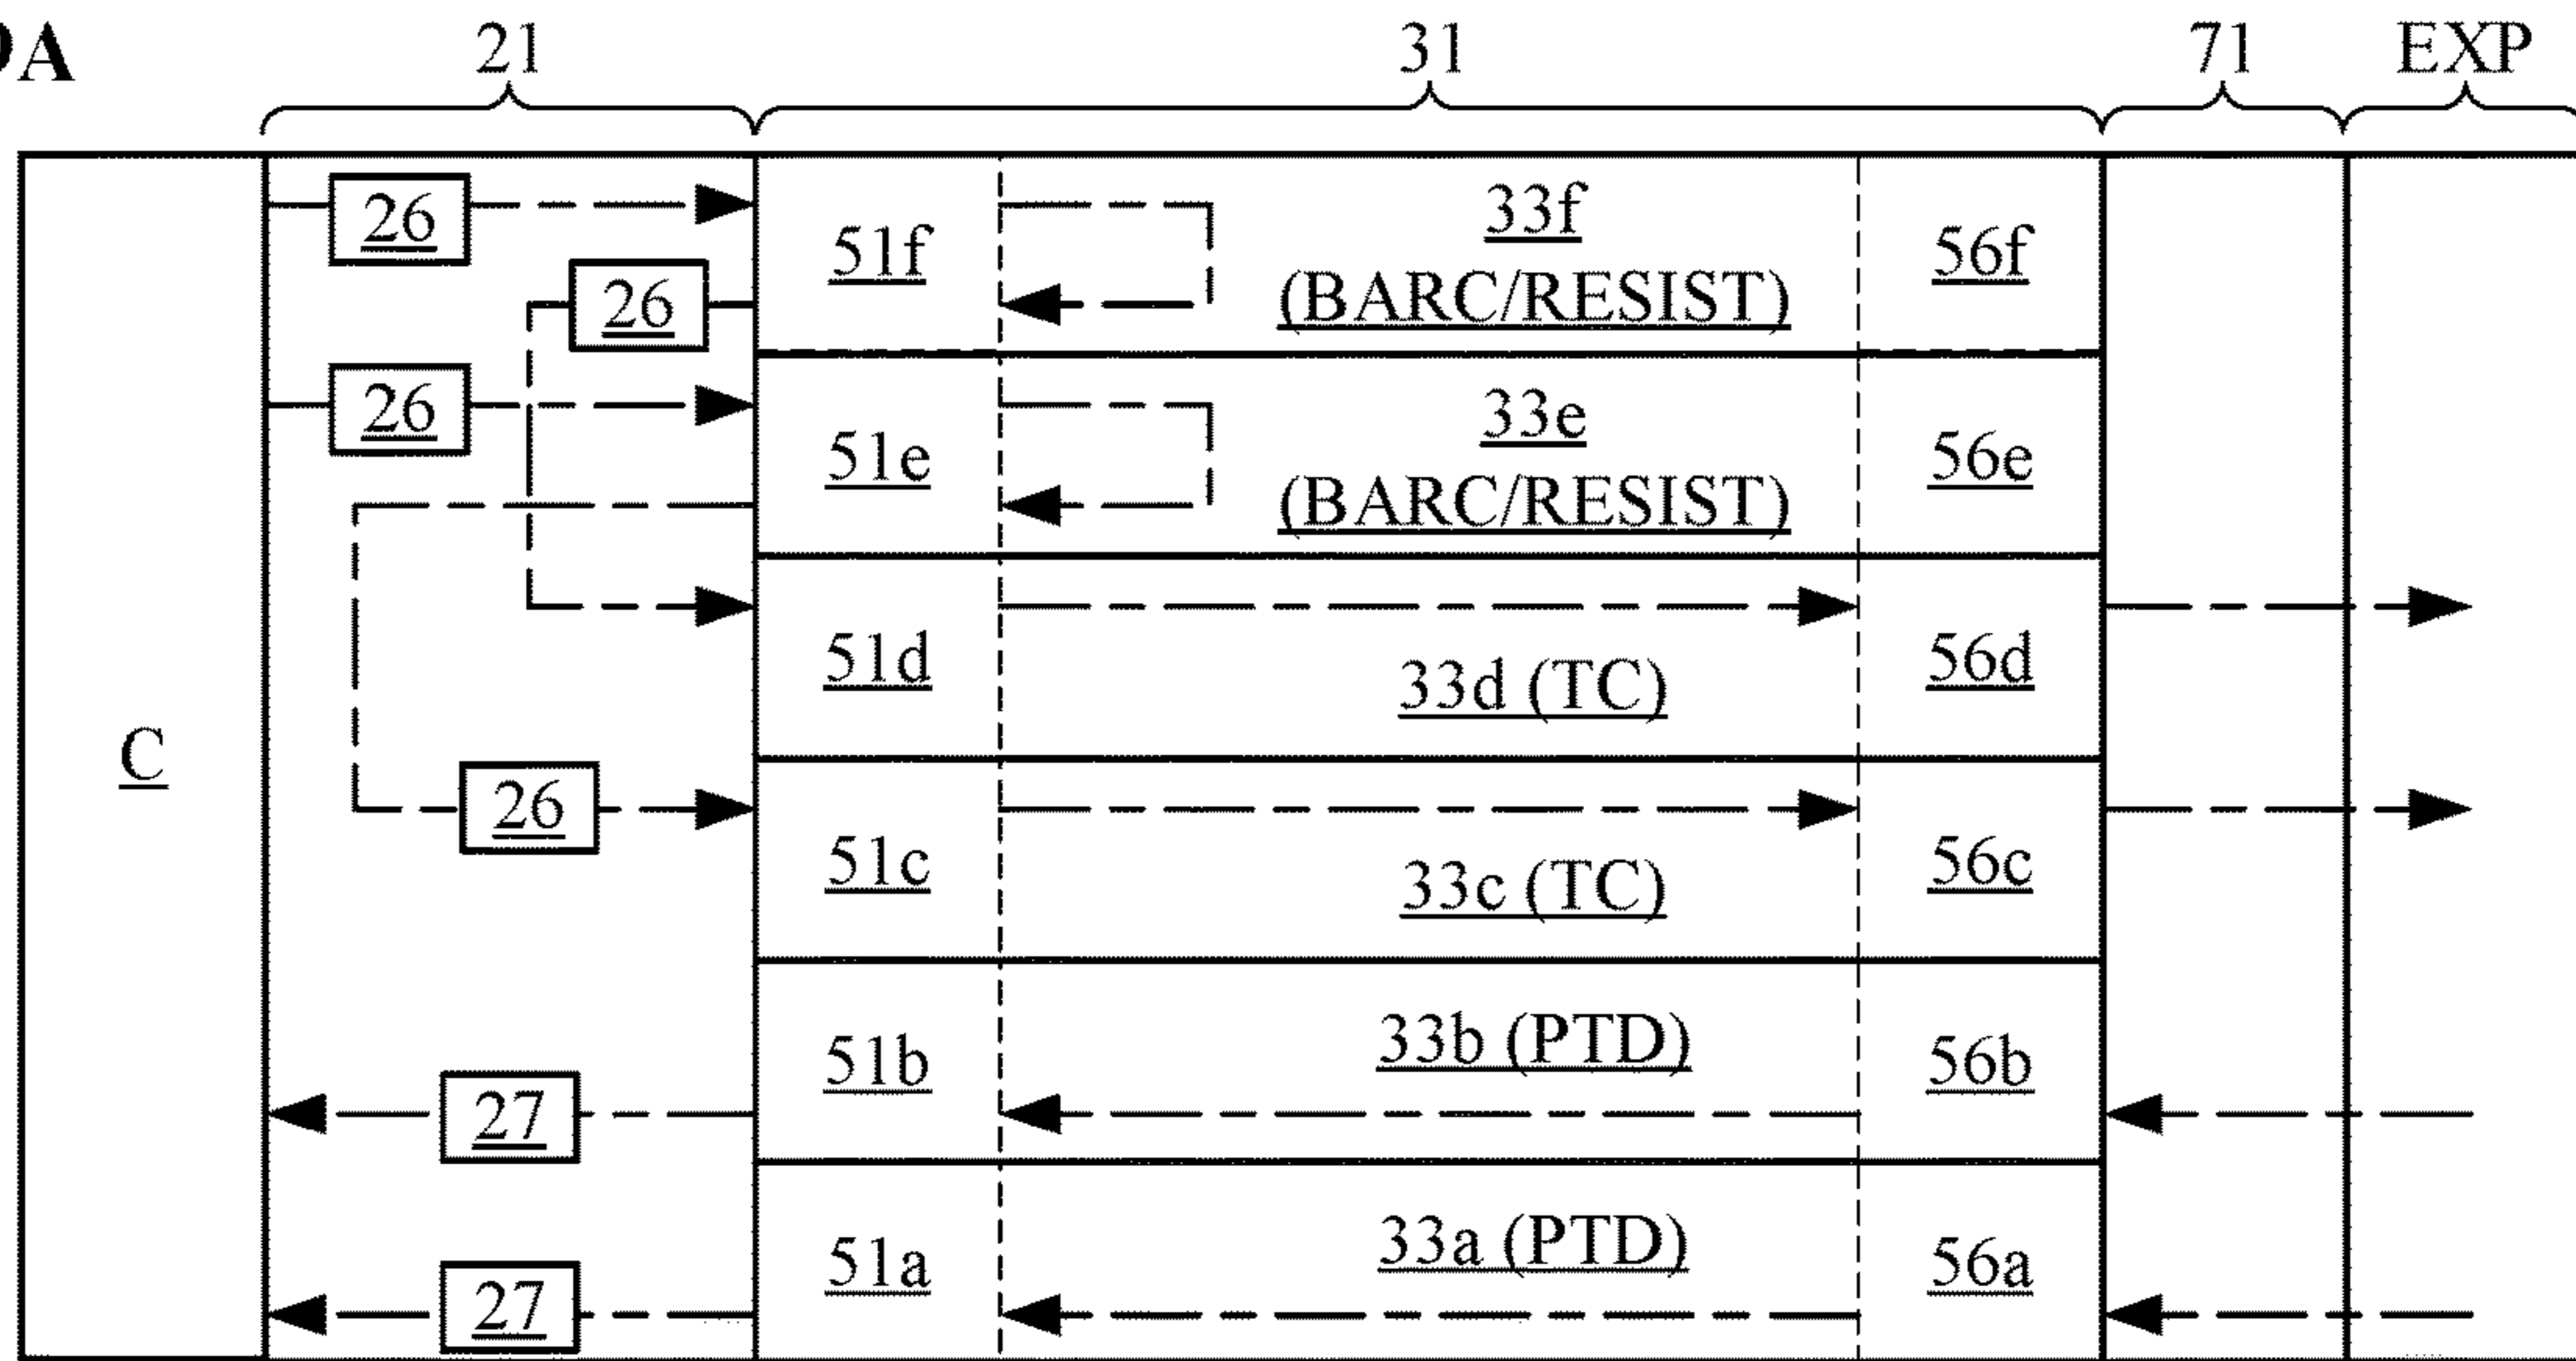 9A
21
31
71
EXP
26
51f
33f
(BARC/RESIST)
56f
26
26
51e
33e
(BARC/RESIST)
56e
51d
33d (TC)
56d
C
26
51c
33c (TC)
56c
27
51b
33b (PTD)
56b
27
51a
33a (PTD)
56a